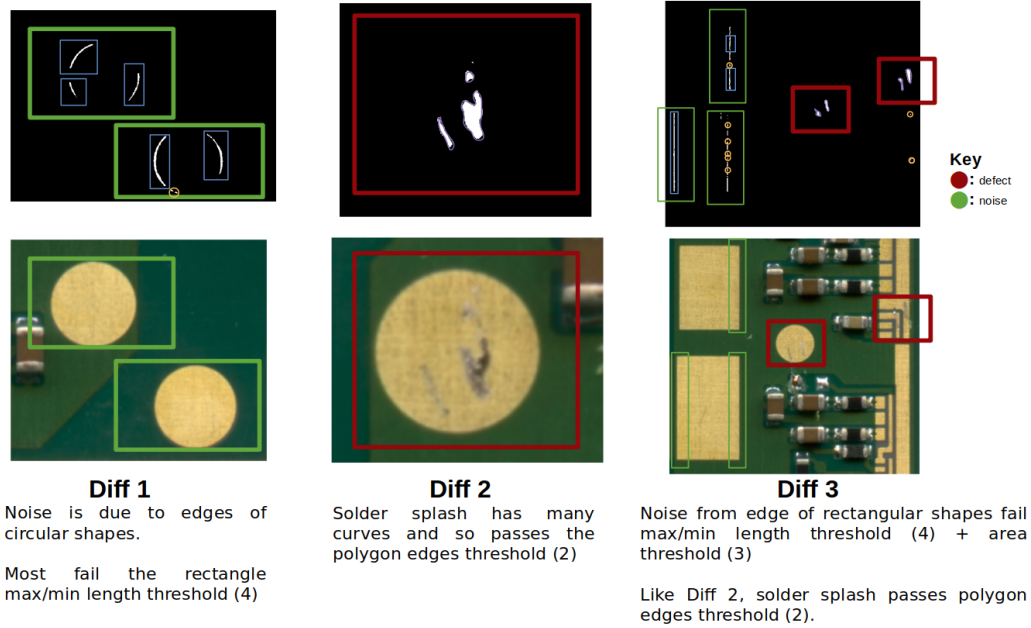 Key
: defect
: noise
Diff 1
Noise is due to edges of
circular shapes.
Most fail the rectangle
max/min length threshold (4)
Diff 2
Solder splash has many
curves and so passes the
polygon edges threshold (2)
Diff 3
Noise from edge of rectangular shapes fail
max/min length threshold (4) + area
threshold (3)
Like Diff 2, solder splash passes polygon
edges threshold (2).